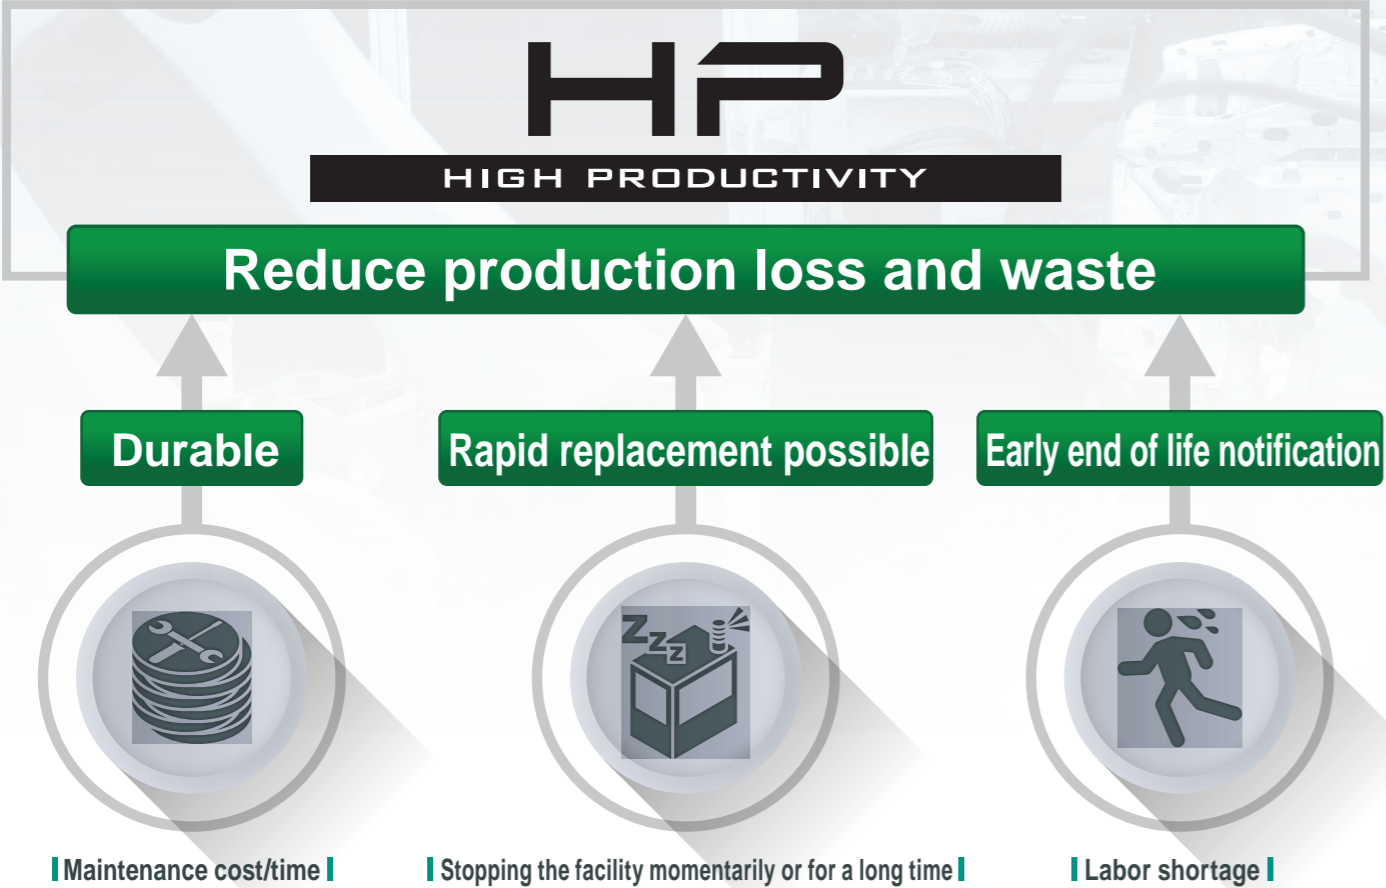 HP
HIGH PRODUCTIVITY
Reduce production loss and waste
Durable
Rapid replacement possible
Early end of life notification
Zzz
Maintenance cost/time
Stopping the facility momentarily or for a long time
Labor shortage